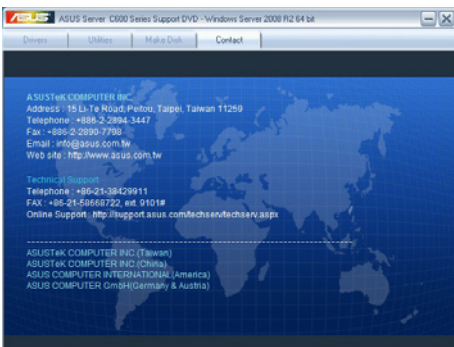 ASUS Server C600 Series Support DVD - Windows Server 2008 R2 64 bit
Drivers Utilities Make Disk Contact
ASUSTeK COMPUTER INC.
Address : 15 Li-Te Road, Peitou, Taipei, Taiwan 11259
Telephone : +886-2-2894-3447
Fax : +886-2-2890-7798
Email : info@asus.com.tw
Web site : http://www.asus.com.tw
Technical Support
Telephone : +86-21-38429911
FAX : +86-21-58668722, ext. 9101#
Online Support : http://support.asus.com/techserv/techserv.aspx
ASUSTeK COMPUTER INC.(Taiwan)
ASUSTeK COMPUTER INC.(China)
ASUS COMPUTER INTERNATIONAL(America)
ASUS COMPUTER GmbH(Germany & Austria)